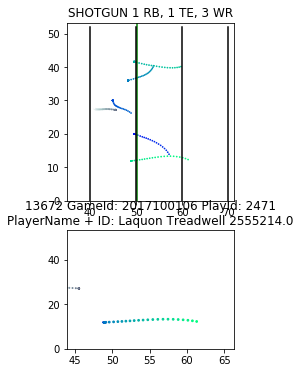 SHOTGUN 1 RB, 1 TE, 3 WR
50
40
30
20
10
0
40 50 60 70
13672 GameId: 2017100106 PlayId: 2471
PlayerName + ID: Laquon Treadwell 2555214.0
40
20
0
45 50 55 60 65